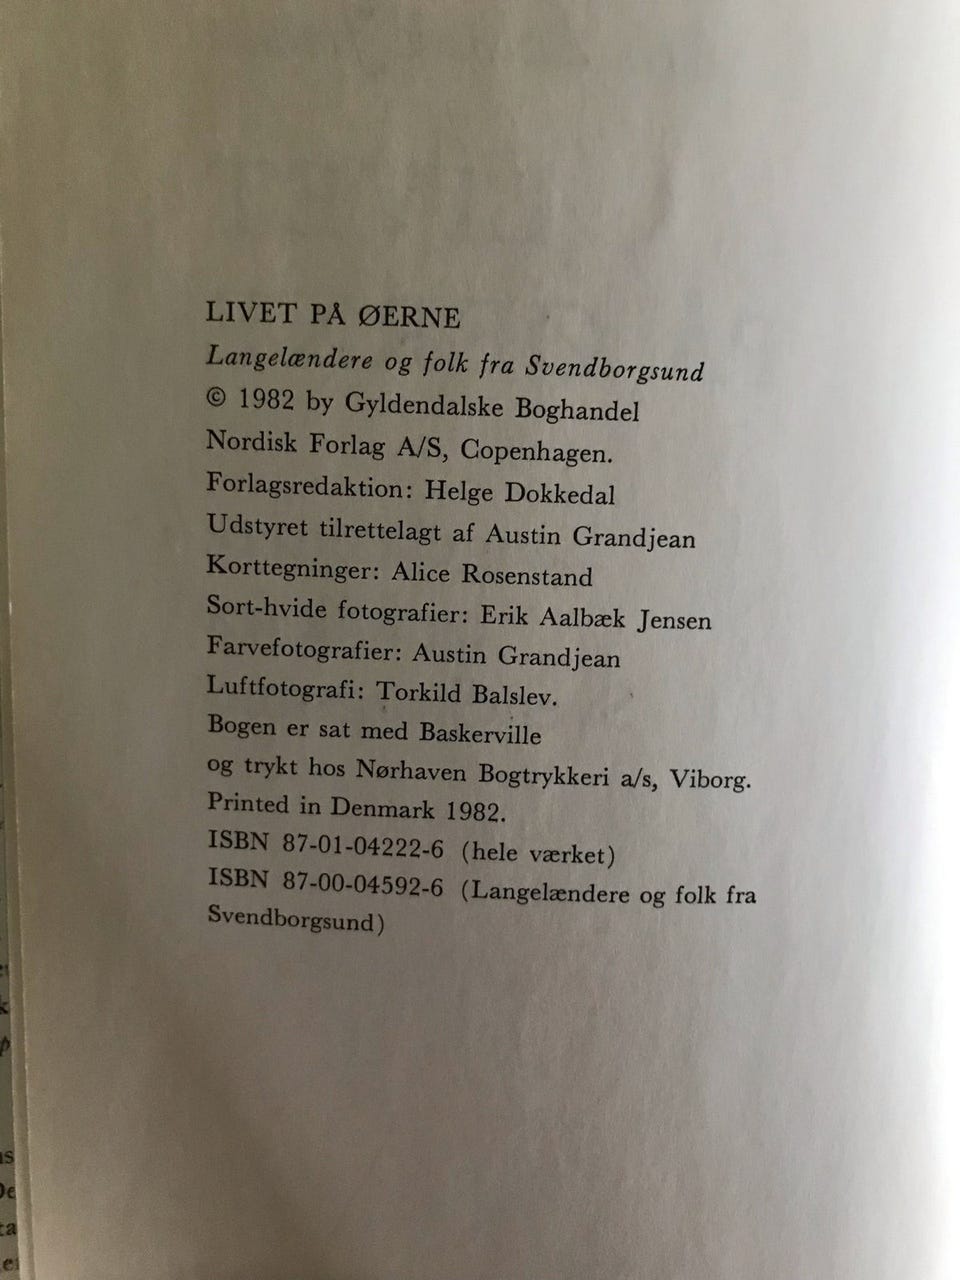 LIVET PÅ ØERNE
Langelændere og folk fra Svendborgsund
© 1982 by Gyldendalske Boghandel
Nordisk Forlag A/S, Copenhagen.
Forlagsredaktion: Helge Dokkedal
Udstyret tilrettelagt af Austin Grandjean
Korttegninger: Alice Rosenstand
Sort-hvide fotografier: Erik Aalbæk Jensen
Farvefotografier: Austin Grandjean
Luftfotografi: Torkild Balslev.
Bogen er sat med Baskerville
og trykt hos Nørhaven Bogtrykkeri a/s, Viborg.
Printed in Denmark 1982.
ISBN 87-01-04222-6 (hele værket)
ISBN 87-00-04592-6 (Langelændere og folk fra
Svendborgsund)